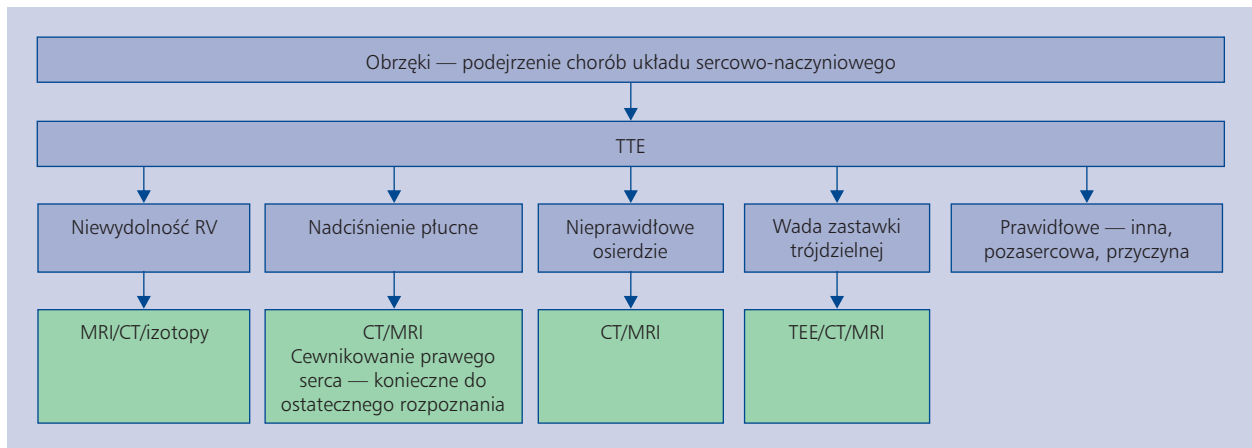 Obrzęki — podejrzenie chorób układu sercowo-naczyniowego
TTE
Niewydolność RV
Nadciśnienie płucne
Nieprawidłowe
osierdzie
Wada zastawki
trójdzielnej
Prawidłowe — inna,
pozasercowa, przyczyna
MRI/CT/izotopy
CT/MRI
Cewnikowanie prawego
serca — konieczne do
ostatecznego rozpoznania
CT/MRI
TEE/CT/MRI